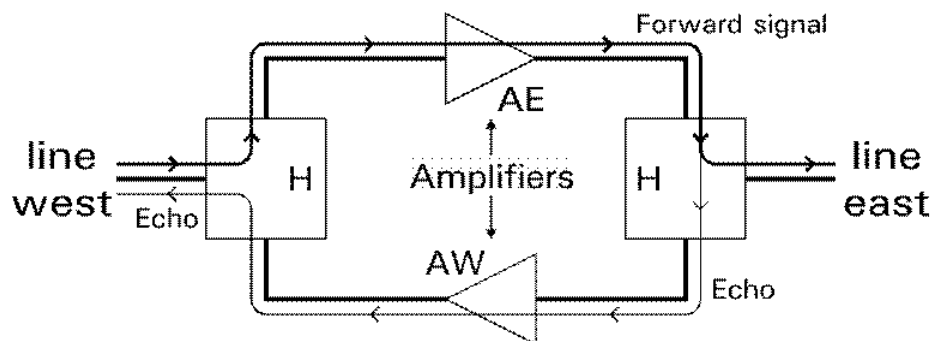 Forward signal
AE
line
west
H
Amplifiers
H
line
east
Echo
AW
Echo